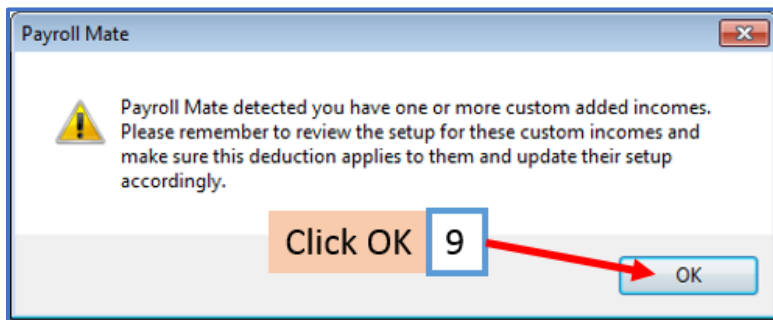 Payroll Mate
Payroll Mate detected you have one or more custom added incomes.
Please remember to review the setup for these custom incomes and
make sure this deduction applies to them and update their setup
accordingly.
Click OK 9
OK